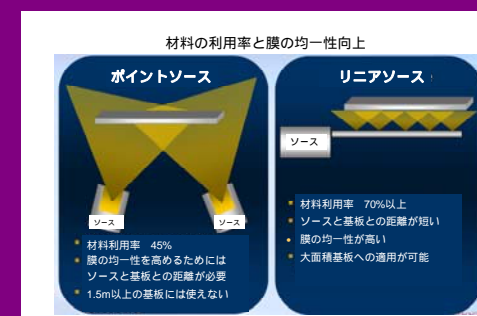 材料の利用率と膜の均一性向上
ポイントソース
ソース
ソース
材料利用率 45%
膜の均一性を高めるためには
ソースと基板との距離が必要
1.5m以上の基板には使えない
リニアソース
ソース
材料利用率 70%以上
ソースと基板との距離が短い
膜の均一性が高い
大面積基板への適用が可能